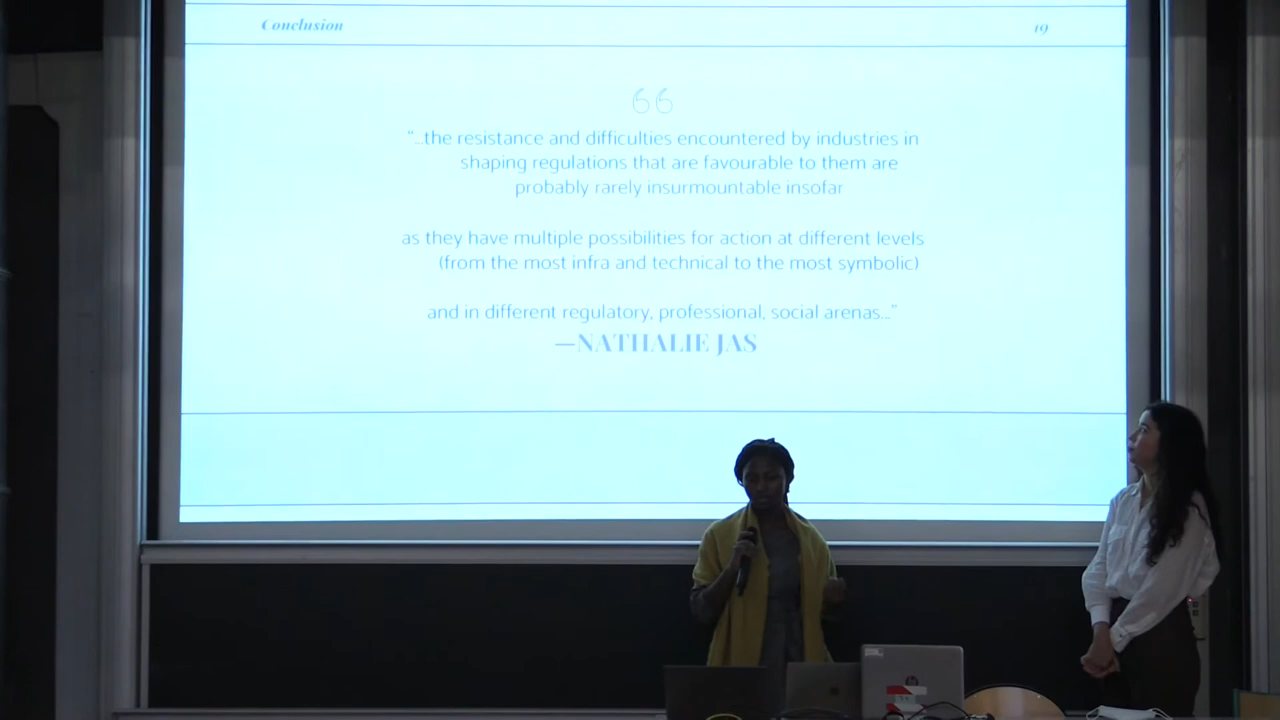 Conclusion
19
“...the resistance and difficulties encountered by industries in
shaping regulations that are favourable to them are
probably rarely insurmountable insofar
as they have multiple possibilities for action at different levels
(from the most infra and technical to the most symbolic)
and in different regulatory, professional, social arenas...”
—NATHALIE JAS
hp